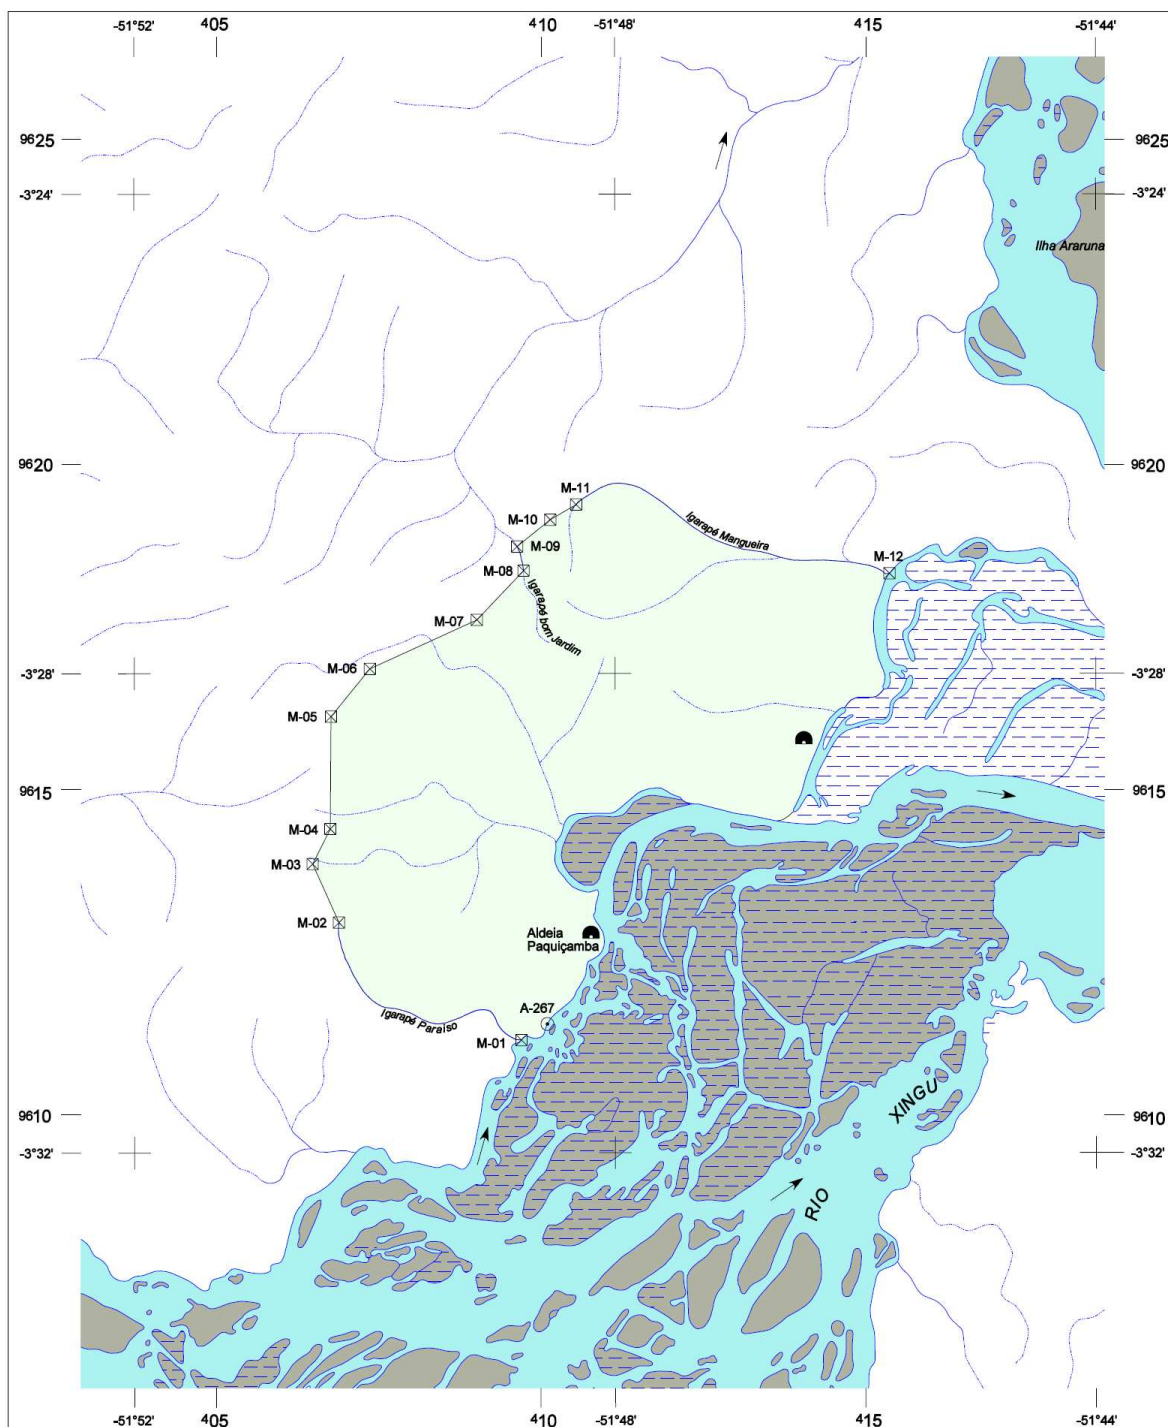 -51°52' 405 410 -51°48' 415 -51°44'
9625 9625
-3°24' -3°24'
Ilha Araruna
9620 9620
M-11
M-10
Igarapé Mangueira
M-09
M-12
M-08
Igarapé bom Jardim
M-07
M-06
-3°28' -3°28'
M-05
9615 9615
M-04
M-03
M-02
Aldeia
Paquiçamba
A-267
Igarapé Paraíso
M-01
XINGU
9610 9610
-3°32' -3°32'
RIO
-51°52' 405 410 -51°48' 415 -51°44'